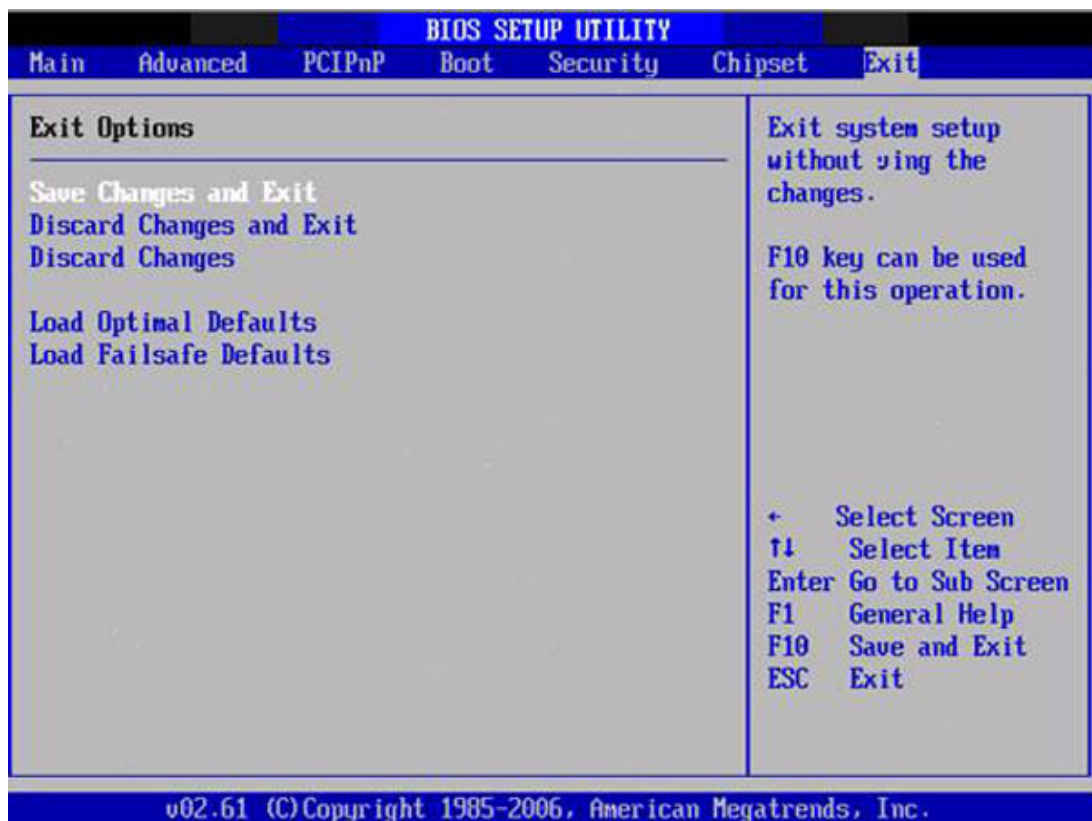 BIOS SETUP UTILITY
Main Advanced PCIPnP Boot Security Chipset Exit
Exit Options
Save Changes and Exit
Discard Changes and Exit
Discard Changes
Load Optimal Defaults
Load Failsafe Defaults
Exit system setup
without ying the
changes.
F10 key can be used
for this operation.
← Select Screen
↑↓ Select Item
Enter Go to Sub Screen
F1 General Help
F10 Save and Exit
ESC Exit
v02.61 (C)Copyright 1985-2006, American Megatrends, Inc.